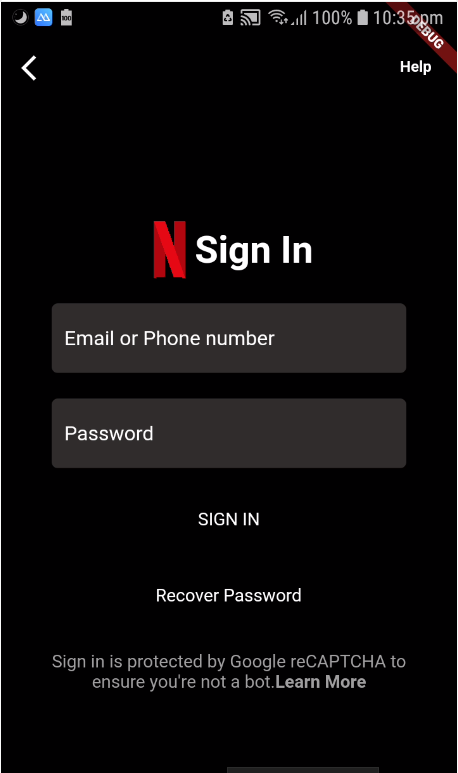 100 100% 10:35 pm
DEBUG
Help
N Sign In
Email or Phone number
Password
SIGN IN
Recover Password
Sign in is protected by Google reCAPTCHA to
ensure you're not a bot.Learn More